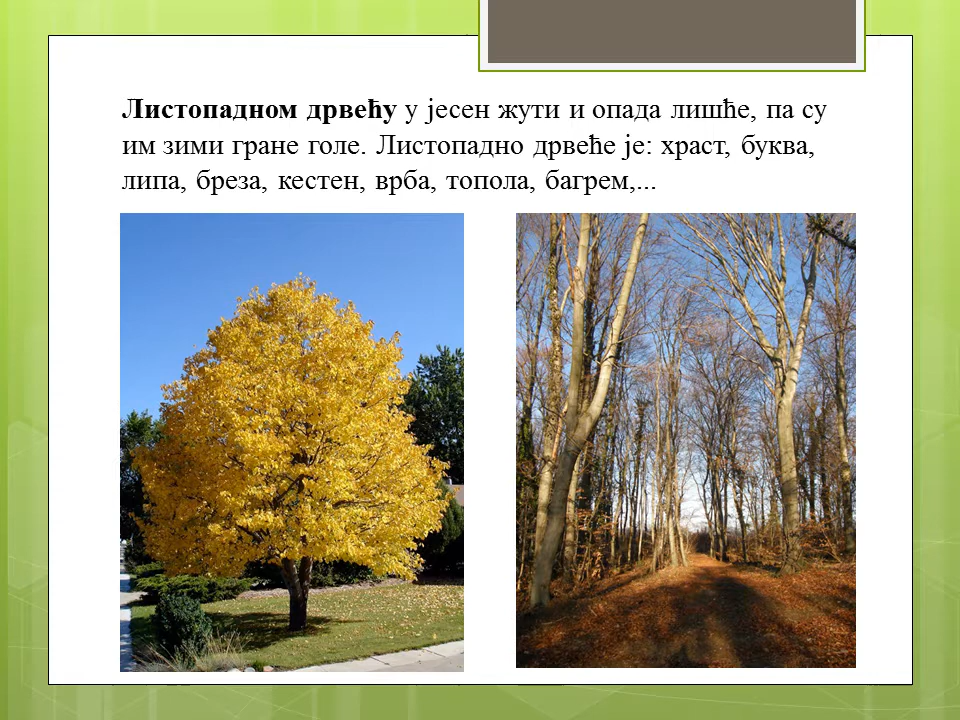 Листопадном дрвећу у јесен жути и опада лишће, па су
им зими гране голе. Листопадно дрвеће је: храст, буква,
липа, бреза, кестен, врба, топола, багрем,...